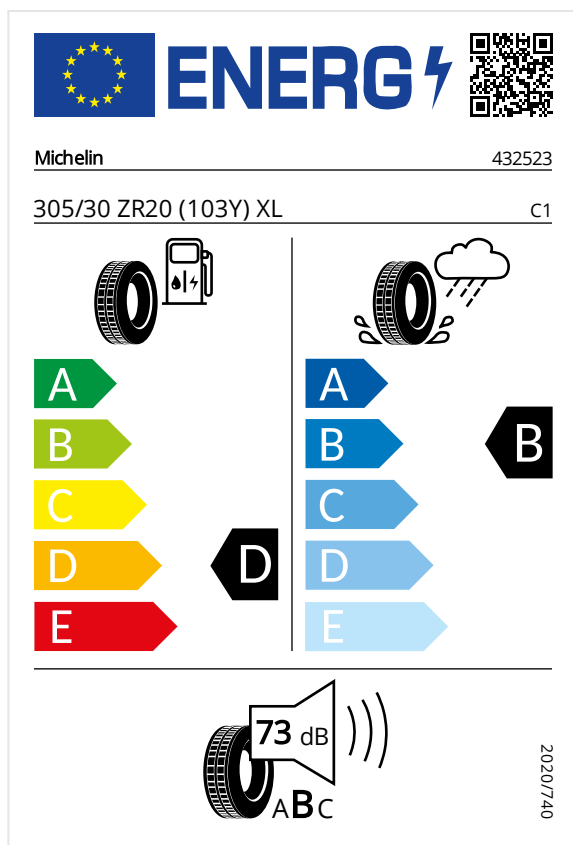 ENERG
Michelin 432523
305/30 ZR20 (103Y) XL C1
A A
B B B
C C
D D D
E E
73 dB
ABC
2020/740